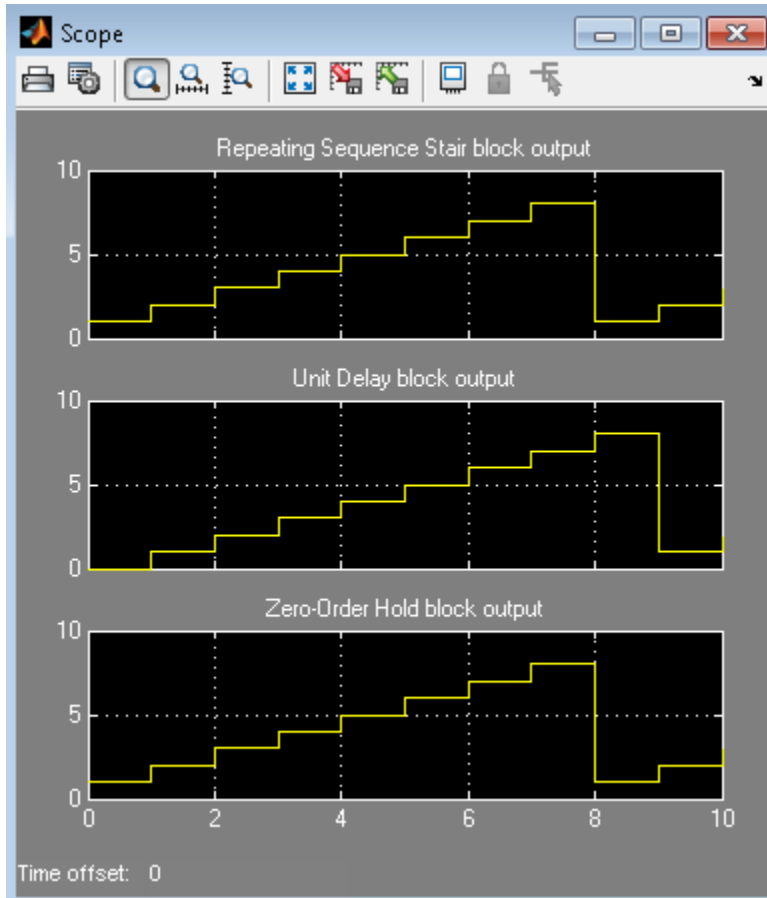 Scope
Repeating Sequence Stair block output
10
5
0
Unit Delay block output
10
5
0
Zero-Order Hold block output
10
5
0
0 2 4 6 8 10
Time offset: 0